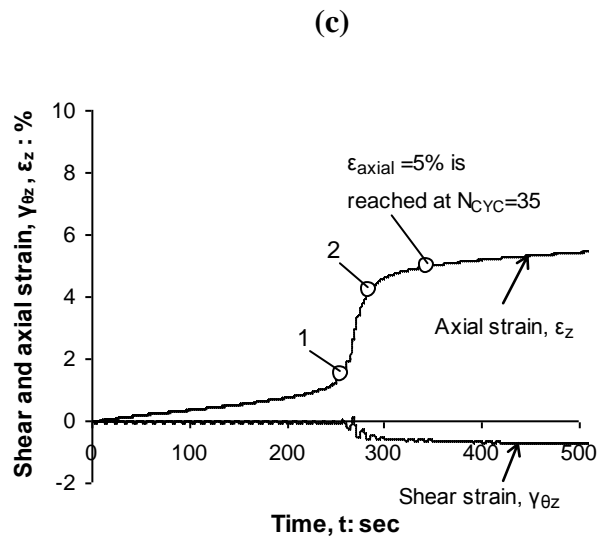 (c)
Shear and axial strain, γθz , εz : %
10
8
6
4
2
0
-2
εaxial =5% is
reached at NCYC=35
2
1
Axial strain, εz
0 100 200 300 400 500
Shear strain, γθz
Time, t: sec